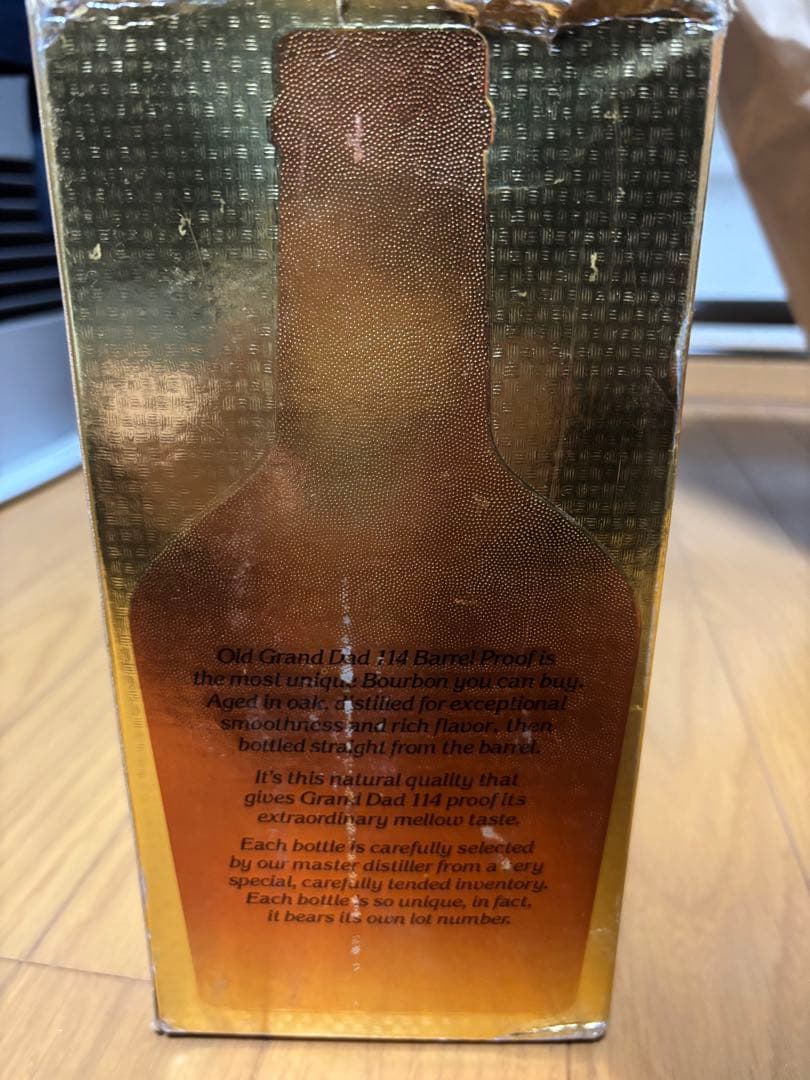 Old Grand Dad 114 Barrel Proof is
the most unique Bourbon you can buy.
Aged in oak, distilled for exceptional
smoothness and rich flavor, then
bottled straight from the barrel.
It's this natural quality that
gives Grand Dad 114 proof its
extraordinary mellow taste.
Each bottle is carefully selected
by our master distiller from a very
special, carefully tended inventory.
Each bottle is so unique, in fact,
it bears its own lot number.